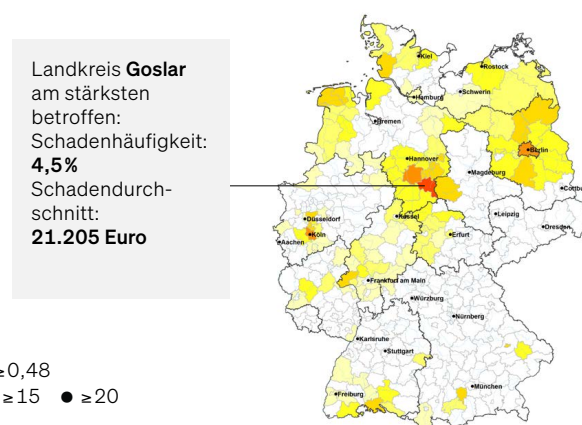 Landkreis Goslar
am stärksten
betroffen:
Schadenhäufigkeit:
4,5%
Schadendurch-
schnitt:
21.205 Euro
≥0,48
≥15 ● ≥20
Kiel
Rostock
Hamburg
Schwerin
Bremen
Hannover
Berlin
Magdeburg
Cottb
Düsseldorf
Kassel
Leipzig
Köln
Erfurt
Dresden
Aachen
Frankfurt am Main
Würzburg
Nürnberg
Karlsruhe
Stuttgart
Freiburg
München